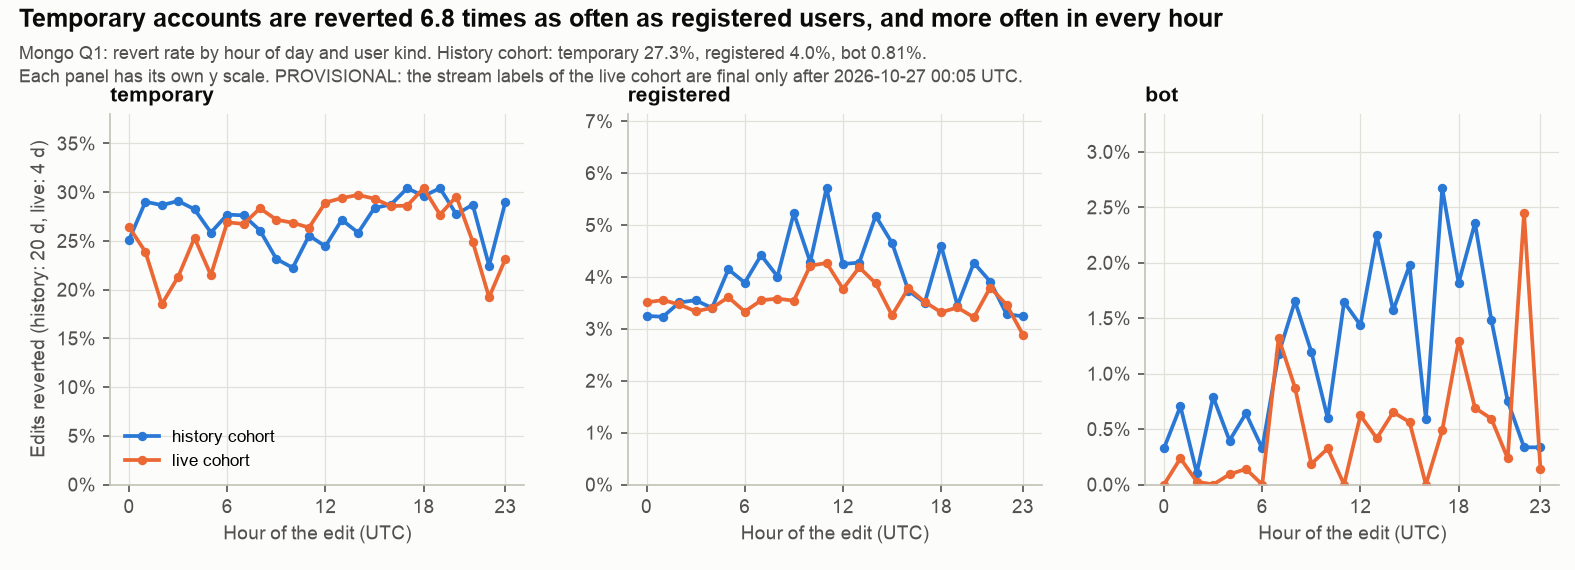 Temporary accounts are reverted 6.8 times as often as registered users, and more often in every hour
Mongo Q1: revert rate by hour of day and user kind. History cohort: temporary 27.3%, registered 4.0%, bot 0.81%.
Each panel has its own y scale. PROVISIONAL: the stream labels of the live cohort are final only after 2026-10-27 00:05 UTC.
temporary
Edits reverted (history: 20 d, live: 4 d)
35%
30%
25%
20%
15%
10%
5%
0%
history cohort
live cohort
0 6 12 18 23
Hour of the edit (UTC)
registered
7%
6%
5%
4%
3%
2%
1%
0%
0 6 12 18 23
Hour of the edit (UTC)
bot
3.0%
2.5%
2.0%
1.5%
1.0%
0.5%
0.0%
0 6 12 18 23
Hour of the edit (UTC)